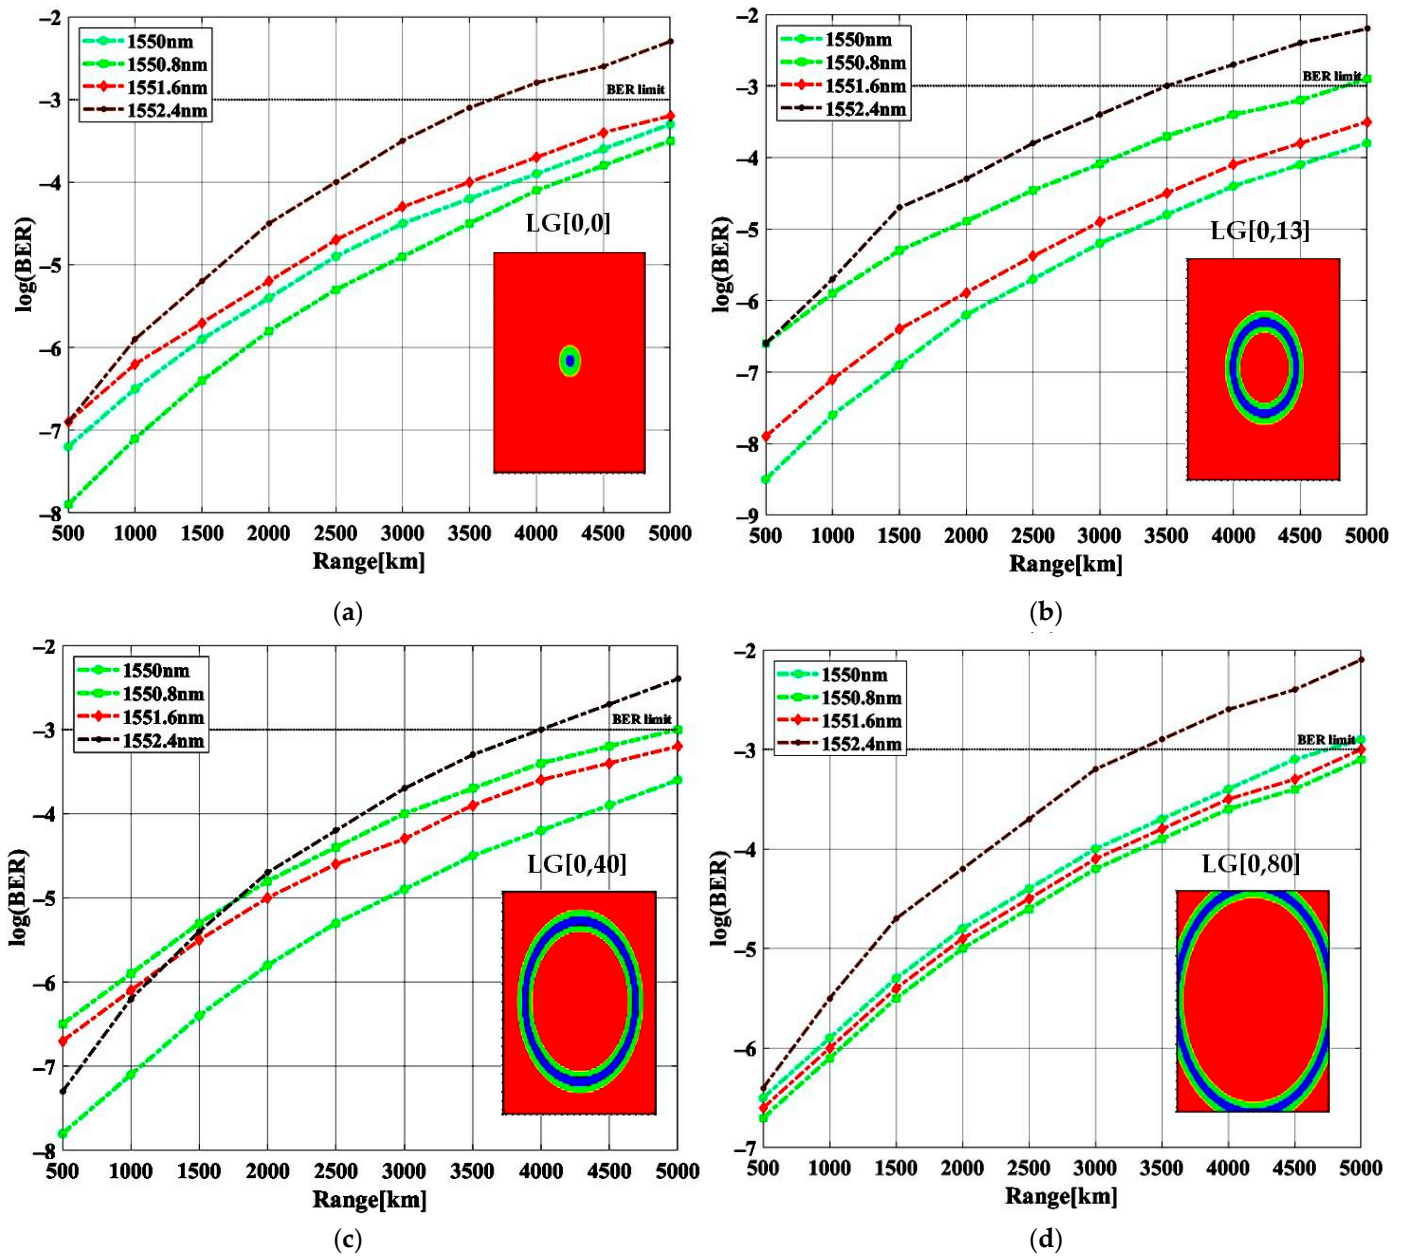 −2
−3
−4
−5
−6
−7
−8
log(BER)
1550nm
1550.8nm
1551.6nm
1552.4nm
BER limit
LG[0,0]
500 1000 1500 2000 2500 3000 3500 4000 4500 5000
Range[km]
(a)
−2
−3
−4
−5
−6
−7
−8
−9
log(BER)
1550nm
1550.8nm
1551.6nm
1552.4nm
BER limit
LG[0,13]
500 1000 1500 2000 2500 3000 3500 4000 4500 5000
Range[km]
(b)
−2
−3
−4
−5
−6
−7
−8
log(BER)
1550nm
1550.8nm
1551.6nm
1552.4nm
BER limit
LG[0,40]
500 1000 1500 2000 2500 3000 3500 4000 4500 5000
Range[km]
(c)
−2
−3
−4
−5
−6
−7
log(BER)
1550nm
1550.8nm
1551.6nm
1552.4nm
BER limit
LG[0,80]
500 1000 1500 2000 2500 3000 3500 4000 4500 5000
Range[km]
(d)